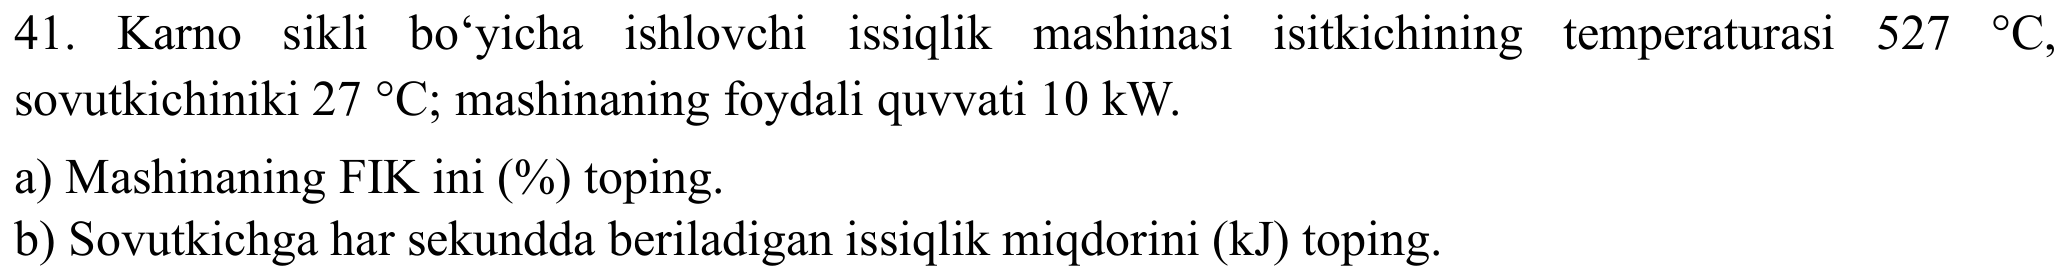 41. Karno sikli bo‘yicha ishlovchi issiqlik mashinasi isitkichining temperaturasi 527 °C,
sovutkichiniki 27 °C; mashinaning foydali quvvati 10 kW.
a) Mashinaning FIK ini (%) toping.
b) Sovutkichga har sekundda beriladigan issiqlik miqdorini (kJ) toping.